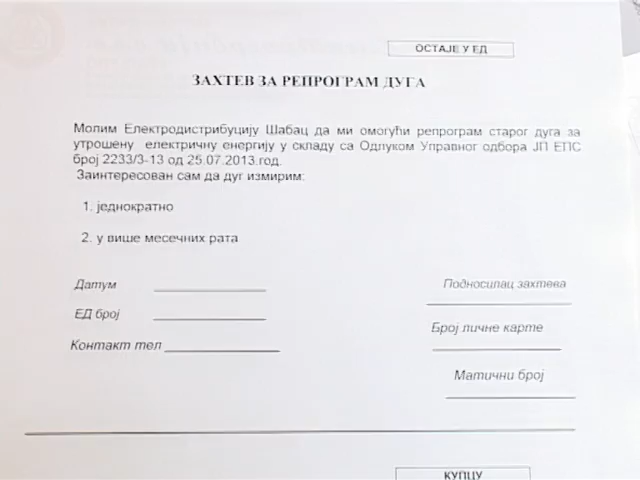 ОСТАЈЕ У ЕД
ЗАХТЕВ ЗА РЕПРОГРАМ ДУГА
Молим Електродистрибуцију Шабац да ми омогући репрограм старог дуга за
утрошену електричну енергију у складу са Одлуком Управног одбора ЈП ЕПС
број 2233/3-13 од 25.07.2013.год.
Заинтересован сам да дуг измирим:
1. једнократно
2. у више месечних рата
Датум
Подносилац захтева
ЕД број
Број личне карте
Контакт тел
Матични број
КУПЦУ